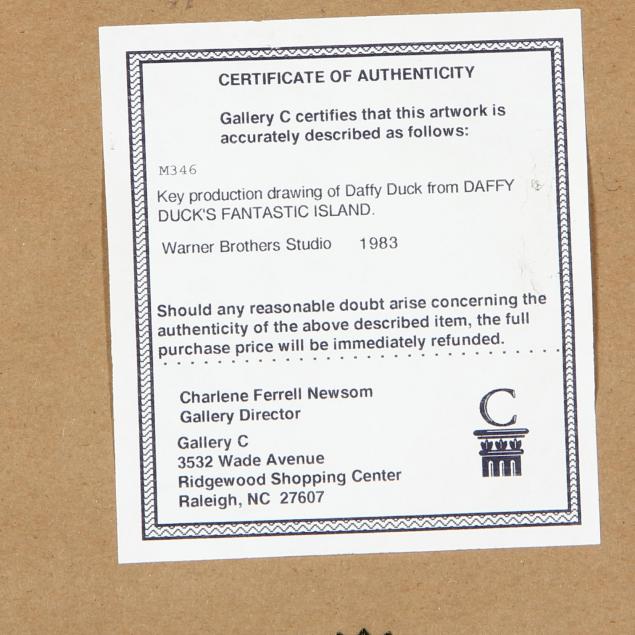 CERTIFICATE OF AUTHENTICITY
Gallery C certifies that this artwork is
accurately described as follows:
M346
Key production drawing of Daffy Duck from DAFFY
DUCK'S FANTASTIC ISLAND.
Warner Brothers Studio 1983
Should any reasonable doubt arise concerning the
authenticity of the above described item, the full
purchase price will be immediately refunded.
Charlene Ferrell Newsom
Gallery Director
Gallery C
3532 Wade Avenue
Ridgewood Shopping Center
Raleigh, NC 27607
C